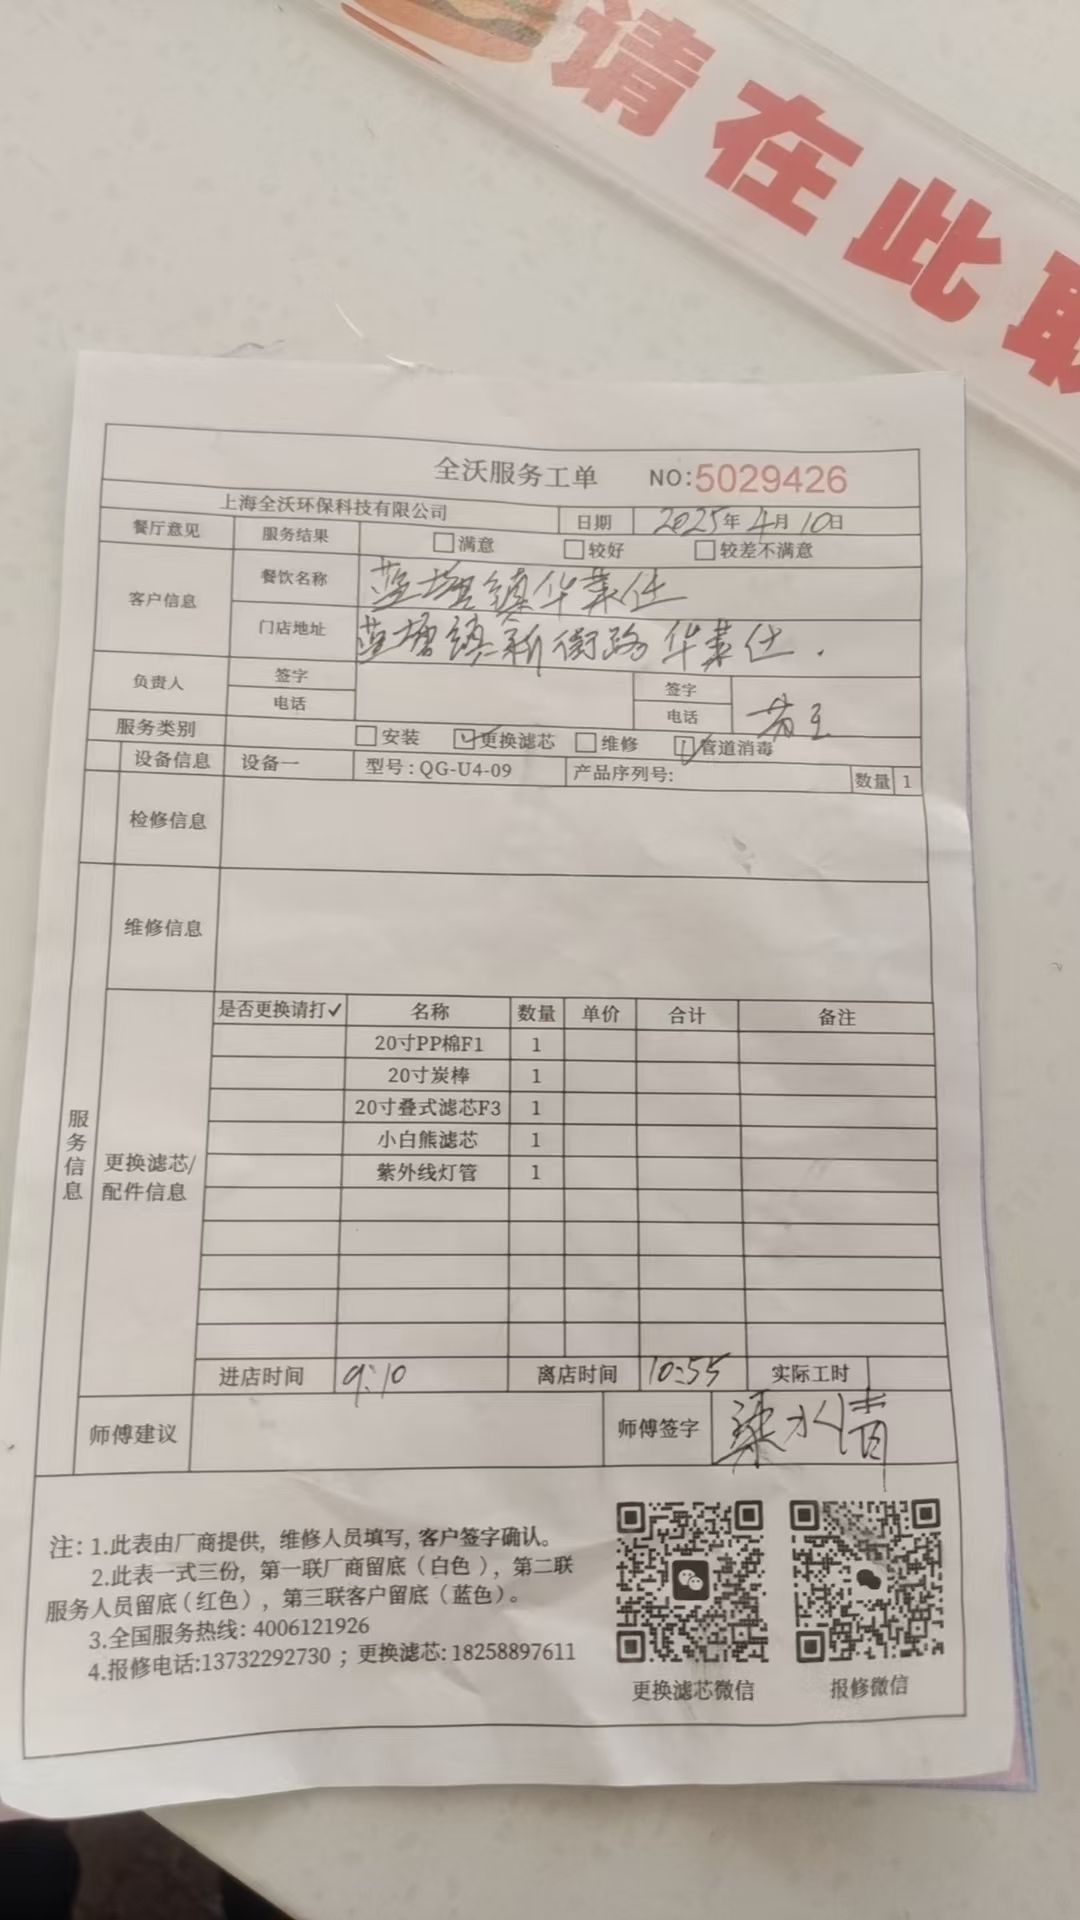 请在此取
全沃服务工单 NO:5029426
上海全沃环保科技有限公司 日期 2025年4月10日
餐厅意见 服务结果 □满意 □较好 □较差不满意
客户信息 餐饮名称 蓝塘镇华莱仕
门店地址 蓝塘镇新街路华莱仕.
负责人 签字 签字
电话 电话
服务类别 □安装 ☑更换滤芯 □维修 ☑管道消毒
设备信息 设备一 型号:QG-U4-09 产品序列号: 数量 1
检修信息
维修信息
服务信息
更换滤芯/配件信息
是否更换请打✓ 名称 数量 单价 合计 备注
20寸PP棉F1 1
20寸炭棒 1
20寸叠式滤芯F3 1
小白熊滤芯 1
紫外线灯管 1
进店时间 9:10 离店时间 10:55 实际工时
师傅建议 师傅签字 梁水清
注:1.此表由厂商提供,维修人员填写,客户签字确认。
2.此表一式三份,第一联厂商留底(白色),第二联
服务人员留底(红色),第三联客户留底(蓝色)。
3.全国服务热线:4006121926
4.报修电话:13732292730;更换滤芯:18258897611
更换滤芯微信 报修微信